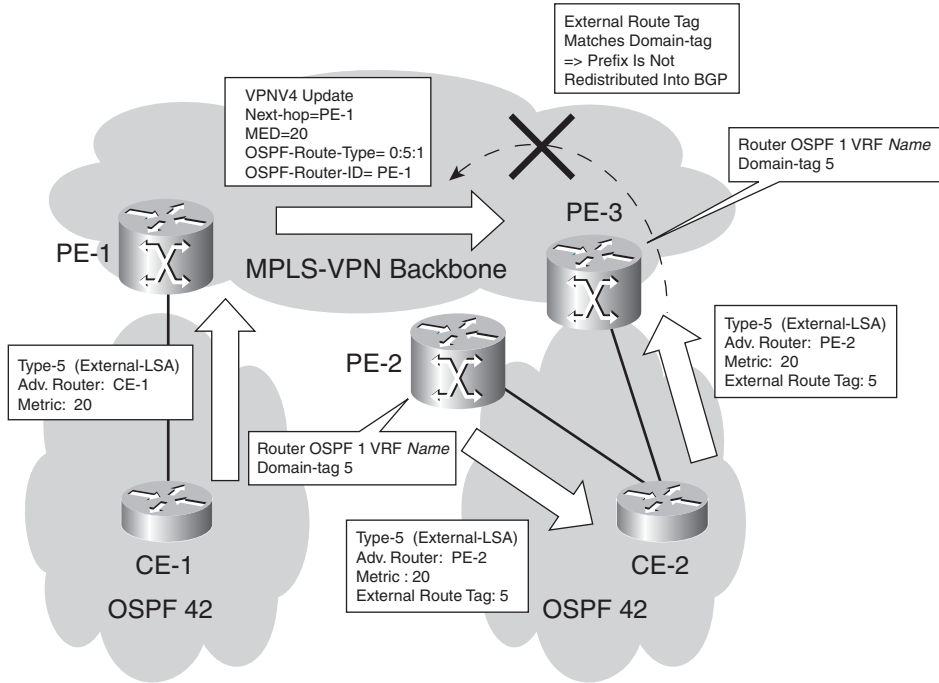 External Route Tag
Matches Domain-tag
=> Prefix Is Not
Redistributed Into BGP
VPNV4 Update
Next-hop=PE-1
MED=20
OSPF-Route-Type= 0:5:1
OSPF-Router-ID= PE-1
Router OSPF 1 VRF Name
Domain-tag 5
PE-3
PE-1
MPLS-VPN Backbone
PE-2
Type-5 (External-LSA)
Adv. Router: PE-2
Metric: 20
External Route Tag: 5
Type-5 (External-LSA)
Adv. Router: CE-1
Metric: 20
Router OSPF 1 VRF Name
Domain-tag 5
Type-5 (External-LSA)
Adv. Router: PE-2
Metric : 20
External Route Tag: 5
CE-1
CE-2
OSPF 42
OSPF 42